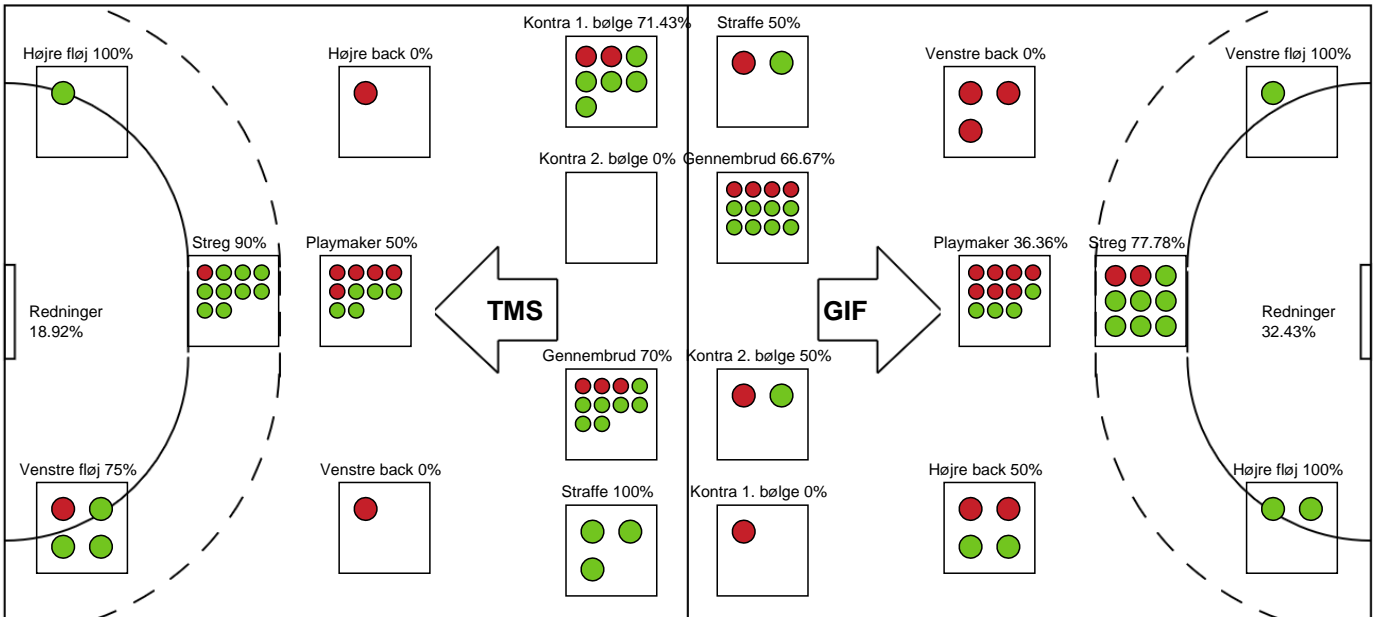 Kontra 1. bølge 71.43%
Straffe 50%
Højre fløj 100%
Højre back 0%
Venstre back 0%
Venstre fløj 100%
Kontra 2. bølge 0%
Gennembrud 66.67%
Streg 90%
Playmaker 50%
Playmaker 36.36%
Streg 77.78%
Redninger
18.92%
TMS
GIF
Redninger
32.43%
Gennembrud 70%
Kontra 2. bølge 50%
Venstre fløj 75%
Venstre back 0%
Straffe 100%
Kontra 1. bølge 0%
Højre back 50%
Højre fløj 100%